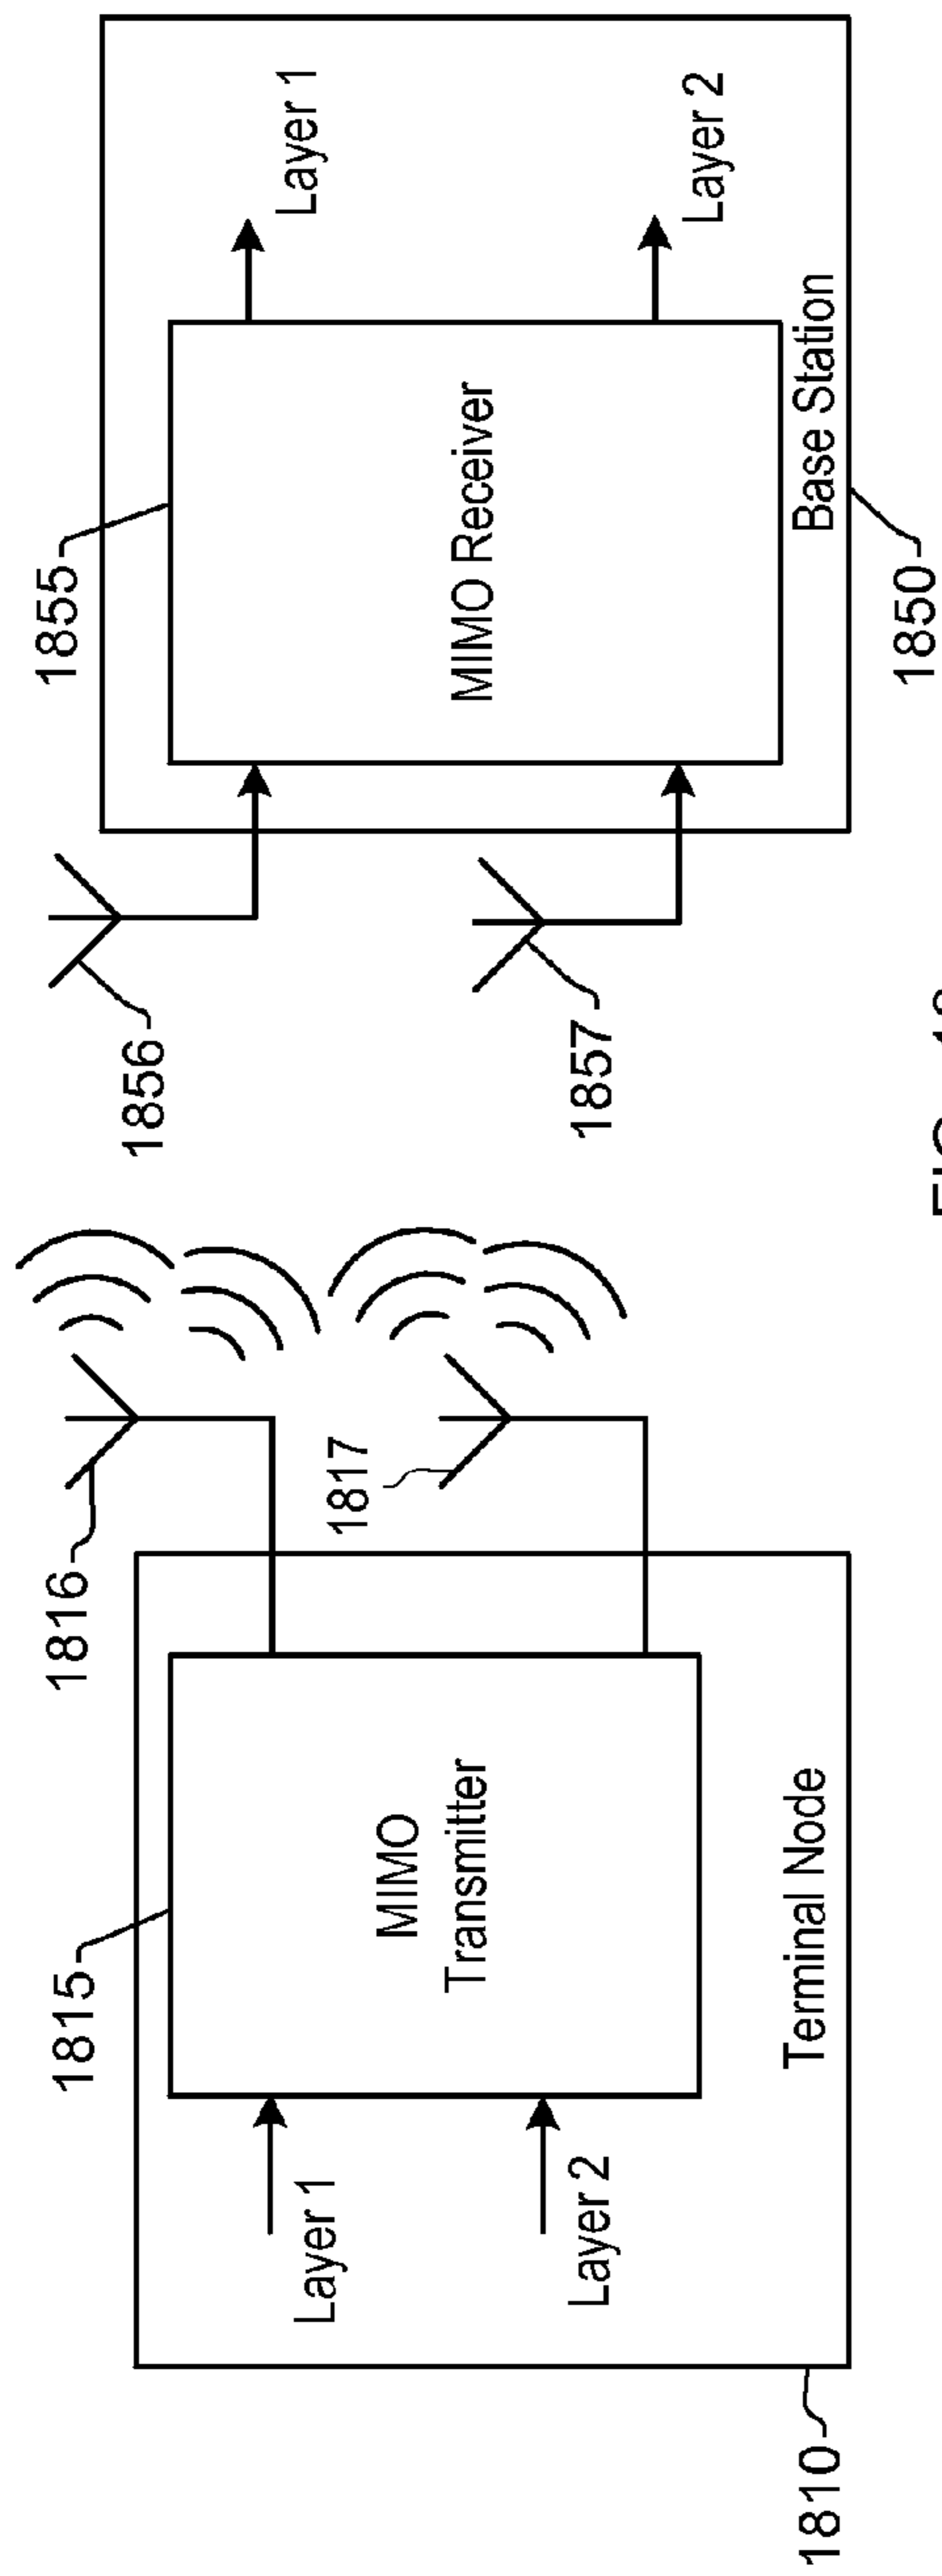 1810
Terminal Node
1815
MIMO
Transmitter
Layer 1
Layer 2
1816
1817
1856
1857
1855
MIMO Receiver
Layer 1
Layer 2
Base Station
1850